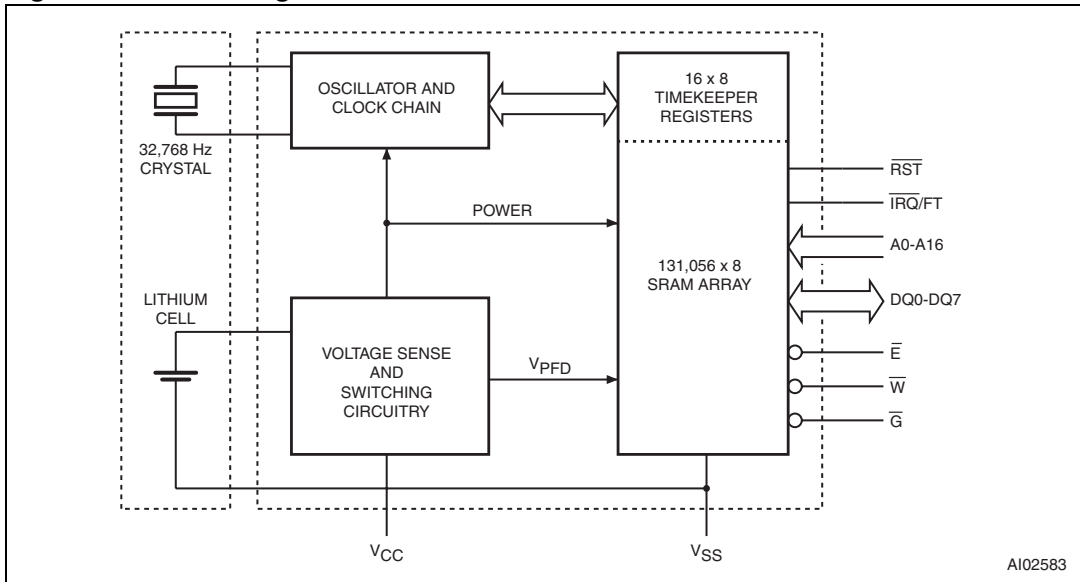 OSCILLATOR AND
CLOCK CHAIN
16 x 8
TIMEKEEPER
REGISTERS
32,768 Hz
CRYSTAL
RST
IRQ/FT
POWER
A0-A16
131,056 x 8
SRAM ARRAY
LITHIUM
CELL
DQ0-DQ7
VOLTAGE SENSE
AND
SWITCHING
CIRCUITRY
VPFD
E
W
G
VCC
VSS
AI02583